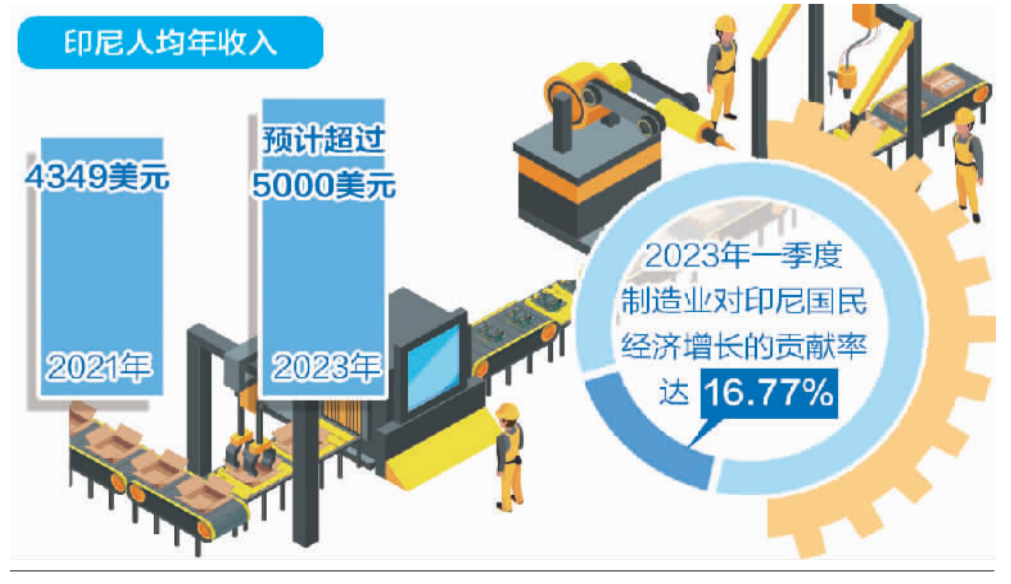 印尼人均年收入
4349美元
2021年
预计超过
5000美元
2023年
2023年一季度
制造业对印尼国民
经济增长的贡献率
达 16.77%